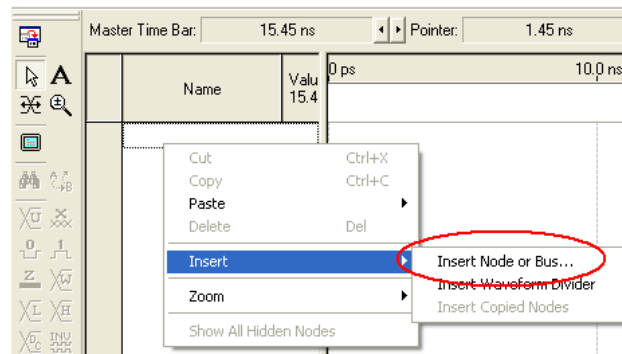 Master Time Bar: 15.45 ns Pointer: 1.45 ns
Name
Valu
15.4
0 ps 10.0 ns
Cut Ctrl+X
Copy Ctrl+C
Paste
Delete Del
Insert
Insert Node or Bus...
Insert Waveform Divider
Insert Copied Nodes
Zoom
Show All Hidden Nodes